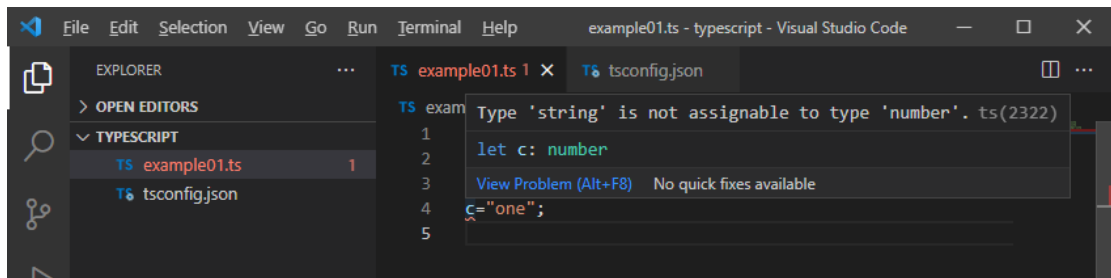 File Edit Selection View Go Run Terminal Help example01.ts - typescript - Visual Studio Code
EXPLORER
OPEN EDITORS
TYPESCRIPT
TS example01.ts 1
TS tsconfig.json
TS example01.ts 1
TS tsconfig.json
TS exam
Type 'string' is not assignable to type 'number'. ts(2322)
let c: number
View Problem (Alt+F8) No quick fixes available
1
2
3
4 c="one";
5